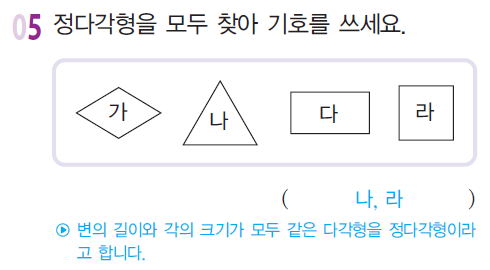 05 정다각형을 모두 찾아 기호를 쓰세요.
가 나 다 라
( 나, 라 )
▶ 변의 길이와 각의 크기가 모두 같은 다각형을 정다각형이라
고 합니다.